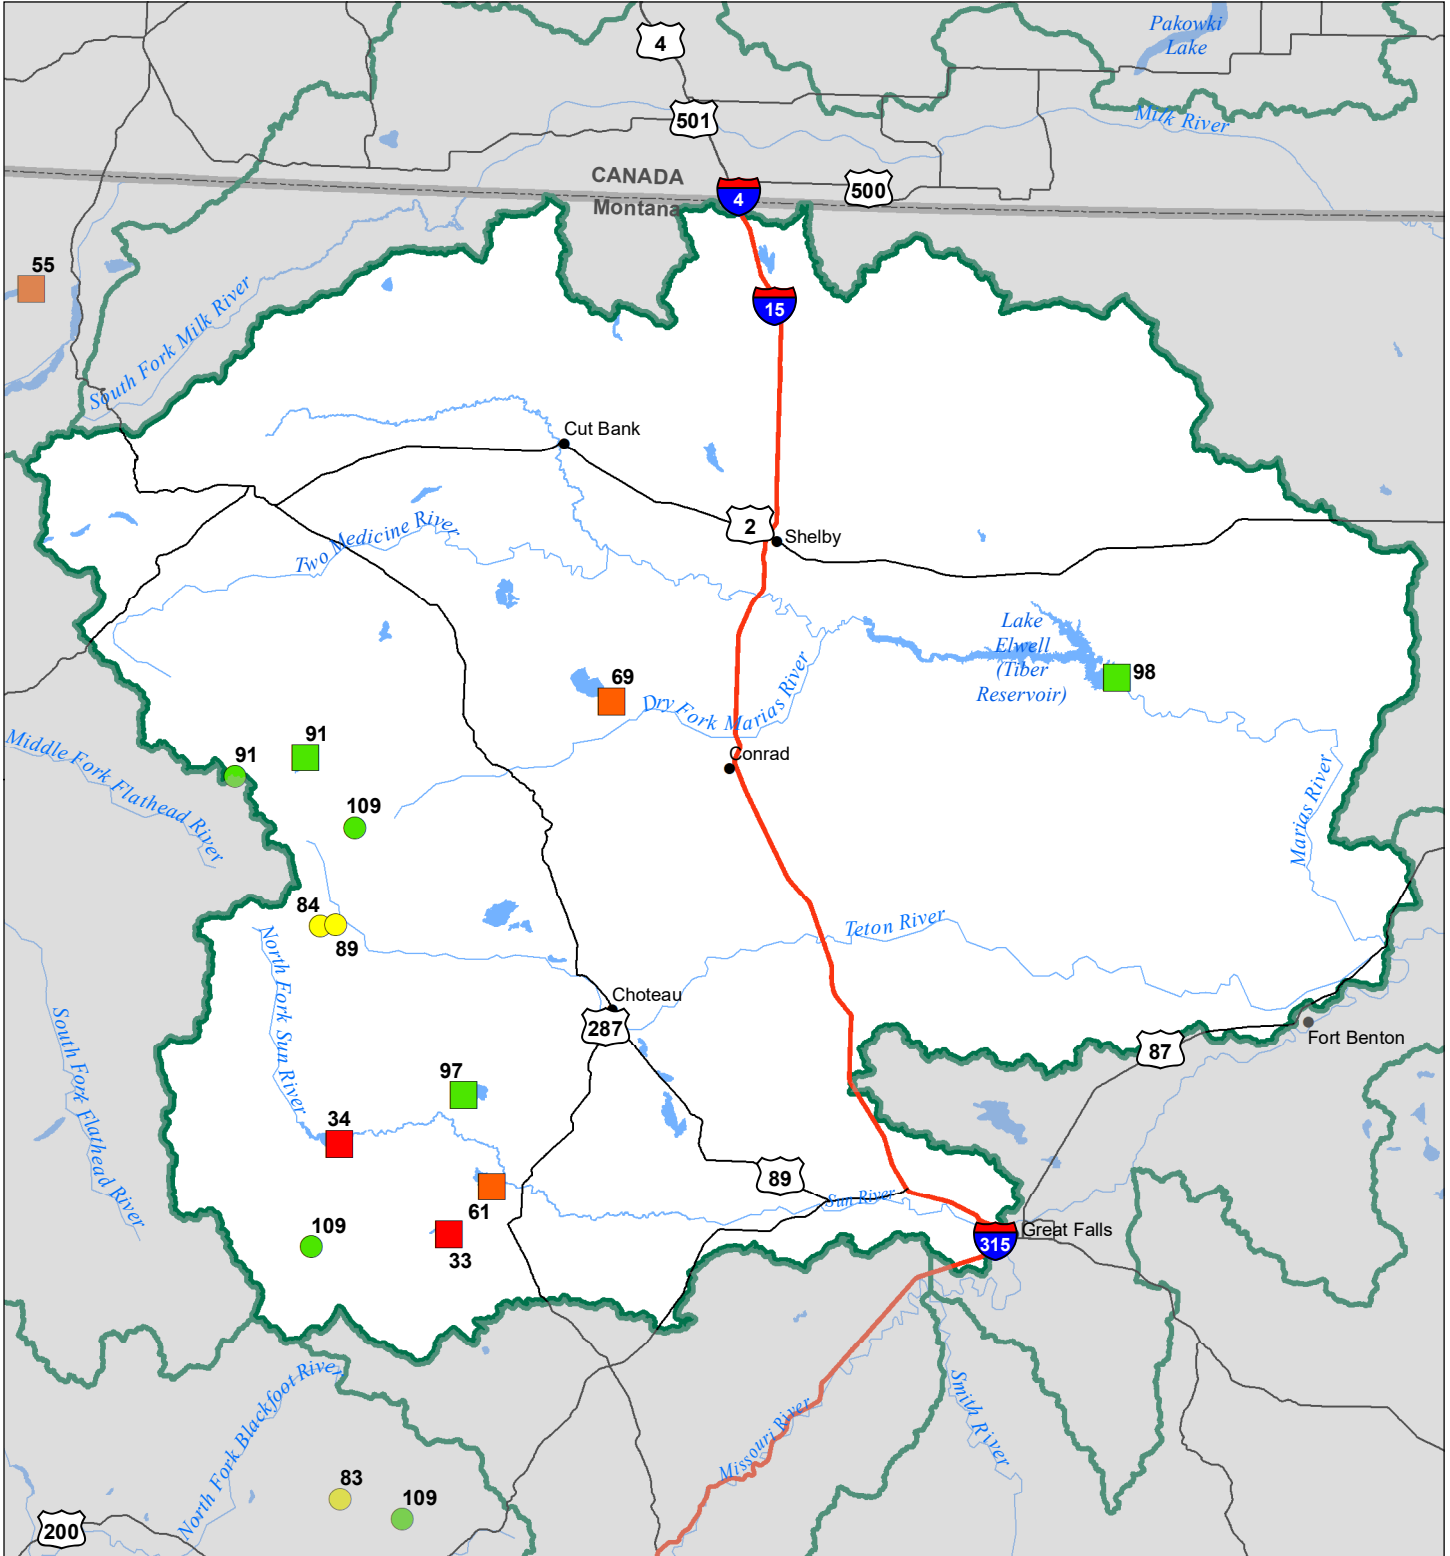 Pakowki
Lake
4
501
Milk River
CANADA
4
500
Montana
55
15
South Fork Milk River
Cut Bank
2
Shelby
Two Medicine River
Lake
Elwell
(Tiber
Reservoir)
98
69
Dry Fork Marias River
91
91
Conrad
Middle Fork Flathead River
109
Marias River
84
89
Teton River
North Fork Sun River
Choteau
287
South Fork Flathead River
Fort Benton
87
97
34
89
61
Sun River
109
33
Great Falls
315
North Fork Blackfoot River
Smith River
Missouri River
83
109
200